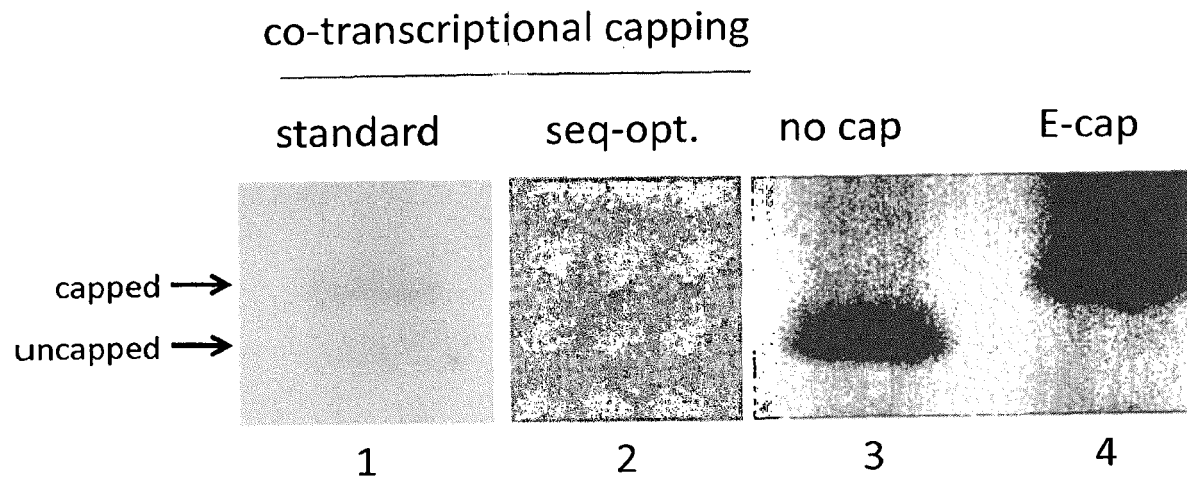 co-transcriptional capping
standard seq-opt. no cap E-cap
capped
uncapped
1 2 3 4